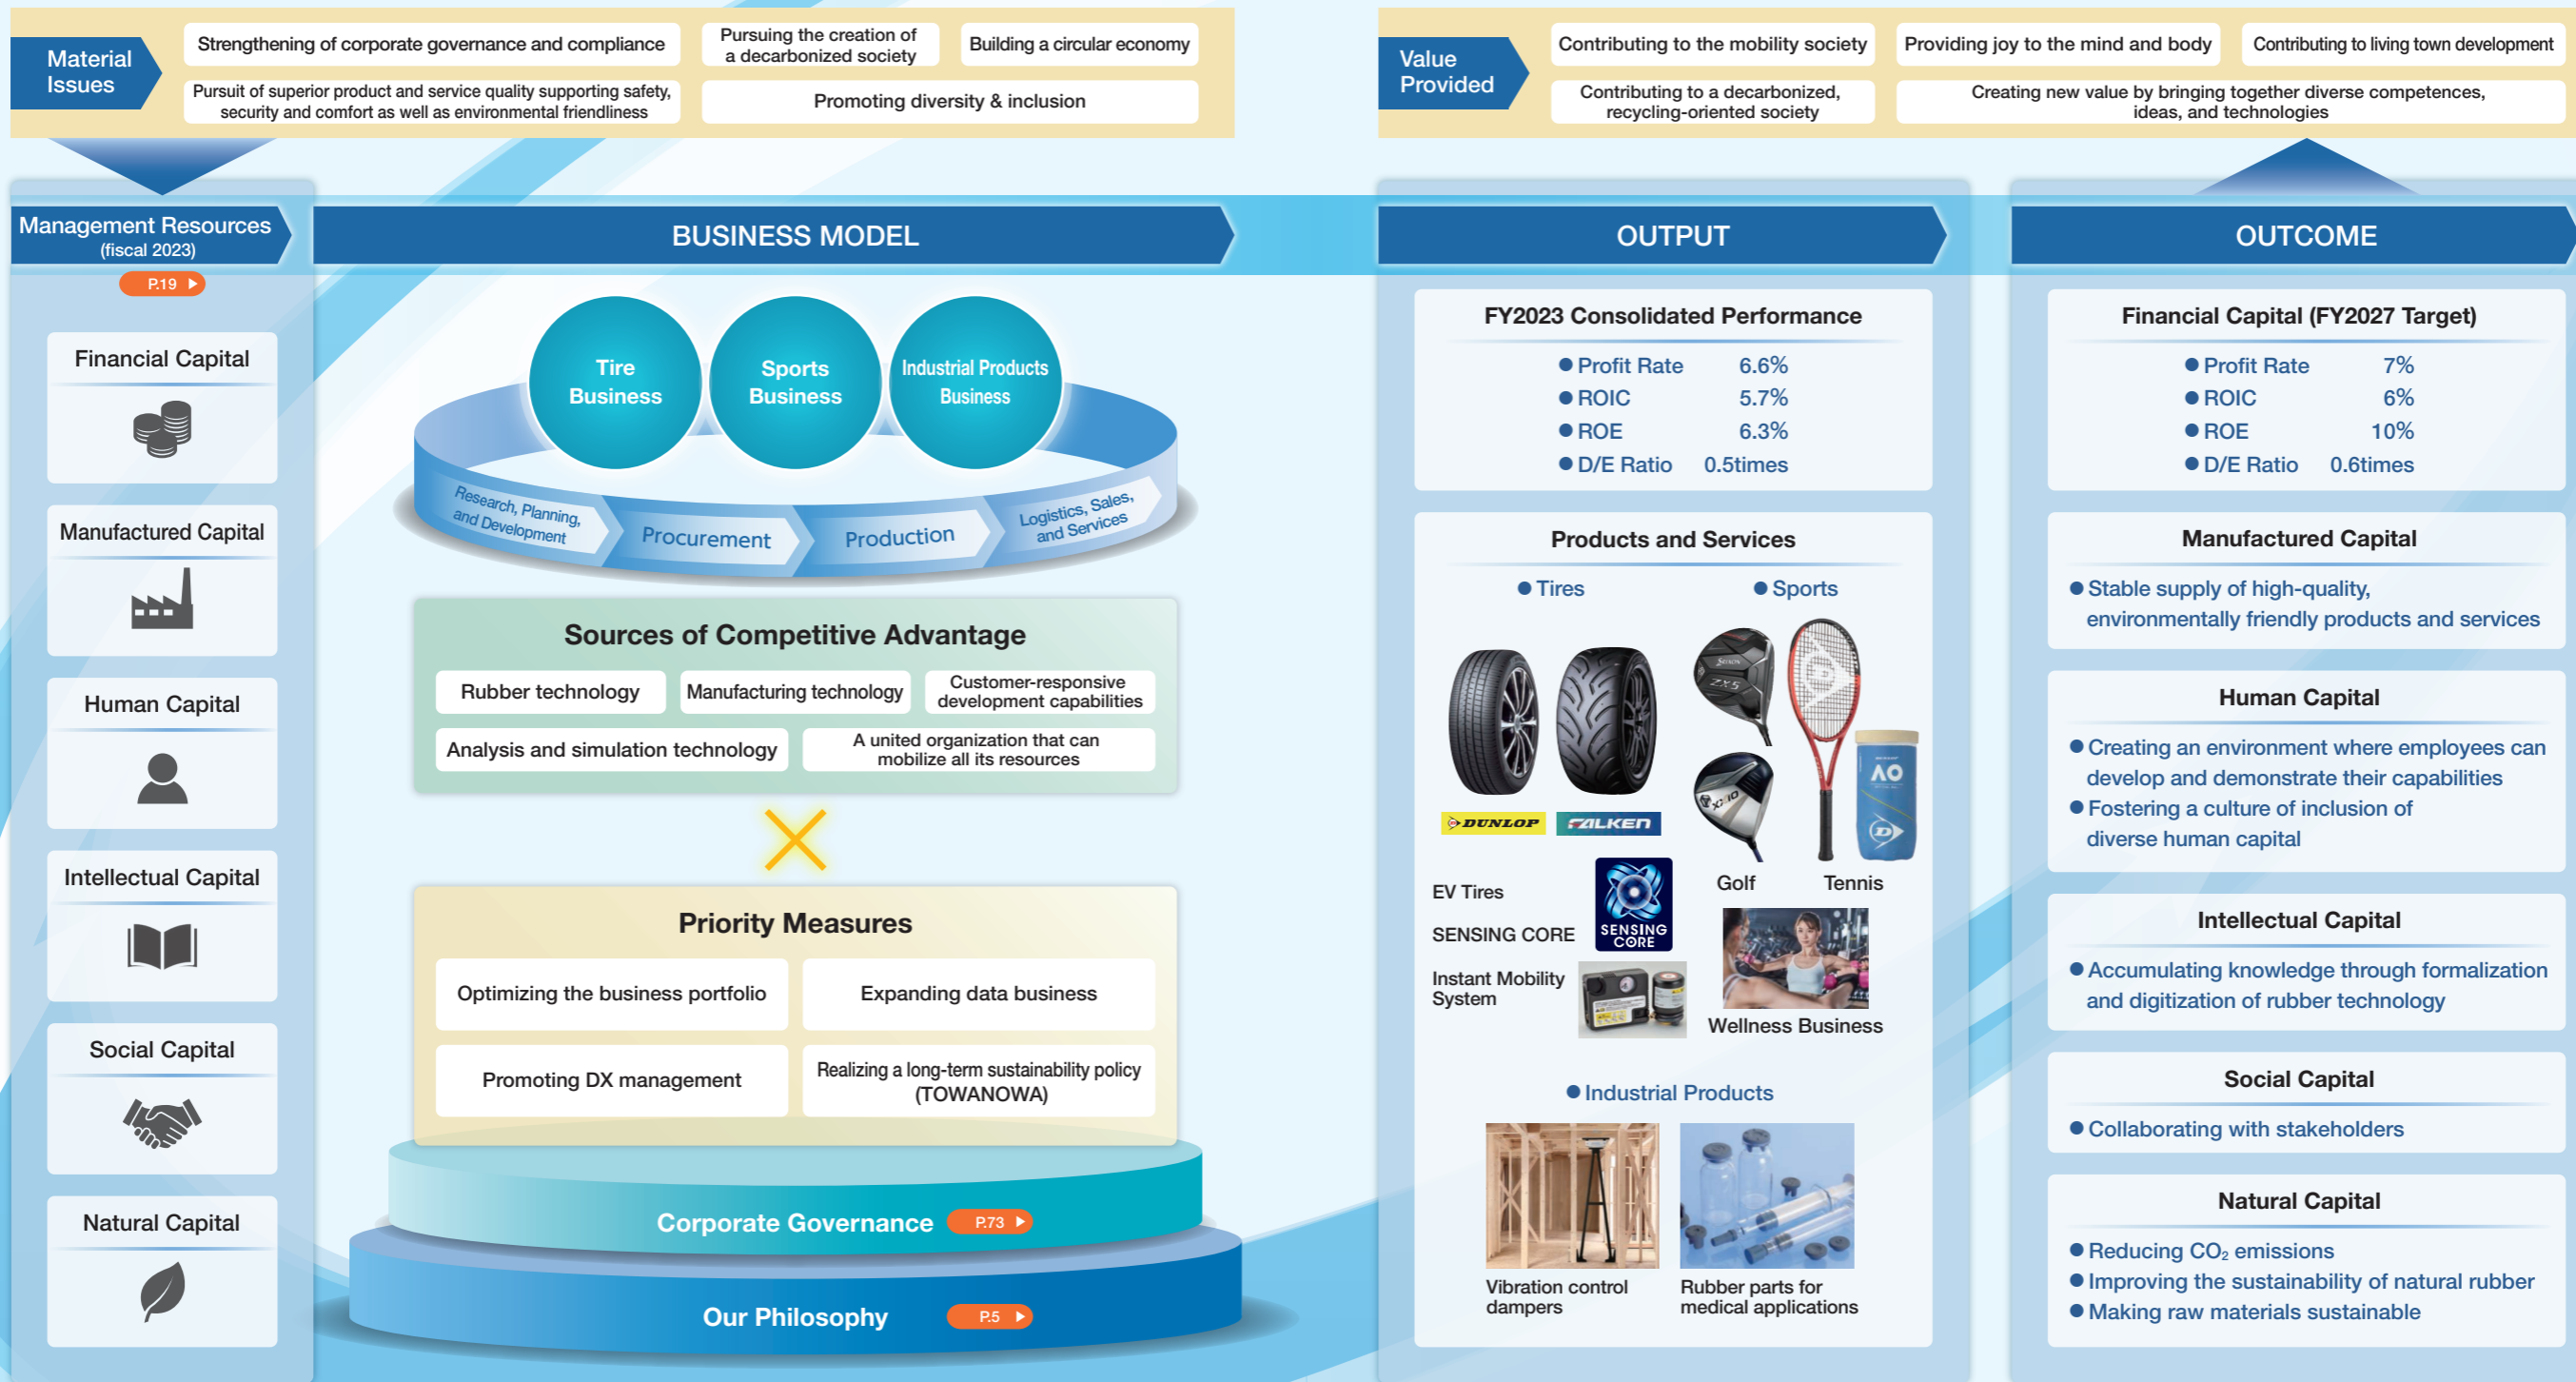 Material
Issues
Strengthening of corporate governance and compliance
Pursuing the creation of
a decarbonized society
Building a circular economy
Pursuit of superior product and service quality supporting safety,
security and comfort as well as environmental friendliness
Promoting diversity & inclusion
Value
Provided
Contributing to the mobility society
Providing joy to the mind and body
Contributing to living town development
Contributing to a decarbonized,
recycling-oriented society
Creating new value by bringing together diverse competences,
ideas, and technologies
Management Resources
(fiscal 2023)
P.19
Financial Capital
Manufactured Capital
Human Capital
Intellectual Capital
Social Capital
Natural Capital
BUSINESS MODEL
Tire
Business
Sports
Business
Industrial Products
Business
Research, Planning,
and Development
Procurement
Production
Logistics, Sales,
and Services
Sources of Competitive Advantage
Rubber technology
Manufacturing technology
Customer-responsive
development capabilities
Analysis and simulation technology
A united organization that can
mobilize all its resources
Priority Measures
Optimizing the business portfolio
Expanding data business
Promoting DX management
Realizing a long-term sustainability policy
(TOWANOWA)
Corporate Governance P.73
Our Philosophy P.5
OUTPUT
FY2023 Consolidated Performance
● Profit Rate 6.6%
● ROIC 5.7%
● ROE 6.3%
● D/E Ratio 0.5times
Products and Services
● Tires
● Sports
SRIXON
ZX5
XXIO
AO
D
DUNLOP
FALKEN
Golf
Tennis
EV Tires
SENSING CORE
SENSING
CORE
Instant Mobility
System
Wellness Business
● Industrial Products
Vibration control
dampers
Rubber parts for
medical applications
OUTCOME
Financial Capital (FY2027 Target)
● Profit Rate 7%
● ROIC 6%
● ROE 10%
● D/E Ratio 0.6times
Manufactured Capital
● Stable supply of high-quality,
environmentally friendly products and services
Human Capital
● Creating an environment where employees can
develop and demonstrate their capabilities
● Fostering a culture of inclusion of
diverse human capital
Intellectual Capital
● Accumulating knowledge through formalization
and digitization of rubber technology
Social Capital
● Collaborating with stakeholders
Natural Capital
● Reducing CO₂ emissions
● Improving the sustainability of natural rubber
● Making raw materials sustainable